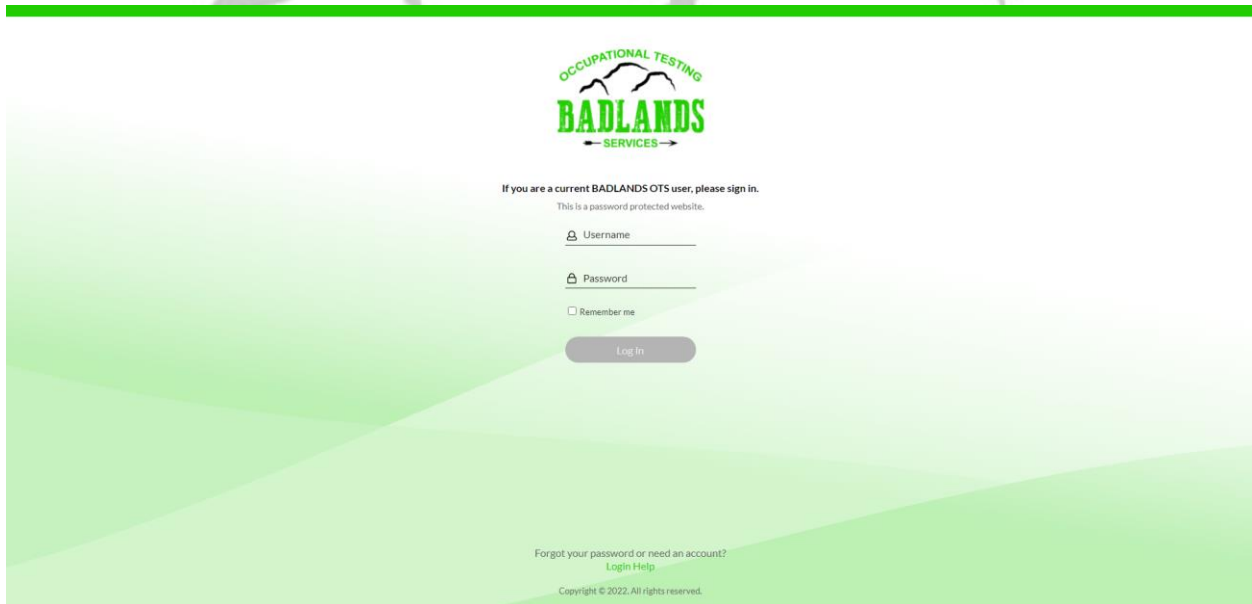 OCCUPATIONAL TESTING
BADLANDS
SERVICES
If you are a current BADLANDS OTS user, please sign in.
This is a password protected website.
Username
Password
Remember me
Log In
Forgot your password or need an account?
Login Help
Copyright © 2022. All rights reserved.